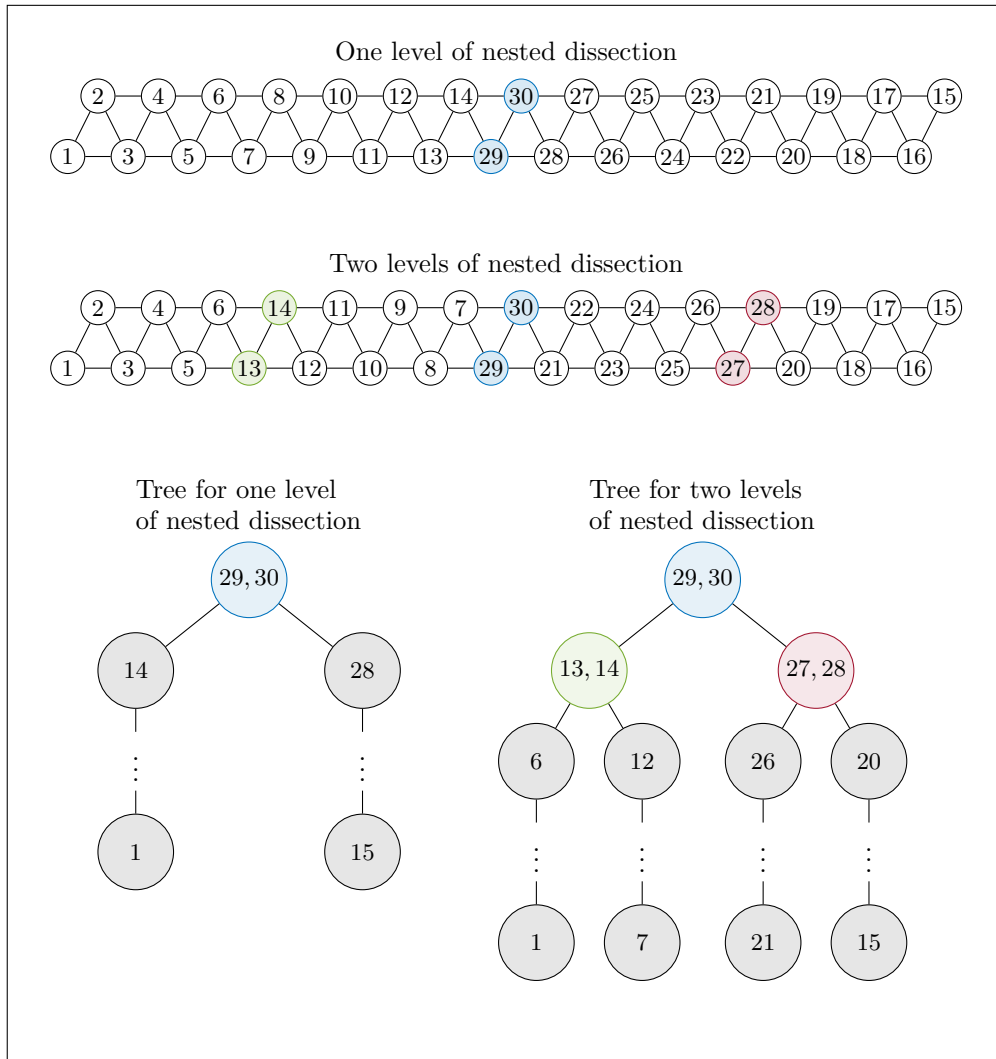 One level of nested dissection
2 4 6 8 10 12 14 30 27 25 23 21 19 17 15
1 3 5 7 9 11 13 29 28 26 24 22 20 18 16
Two levels of nested dissection
2 4 6 14 11 9 7 30 22 24 26 28 19 17 15
1 3 5 13 12 10 8 29 21 23 25 27 20 18 16
Tree for one level
of nested dissection
29, 30
14 28
⋮ ⋮
1 15
Tree for two levels
of nested dissection
29, 30
13, 14 27, 28
6 12 26 20
⋮ ⋮ ⋮ ⋮
1 7 21 15